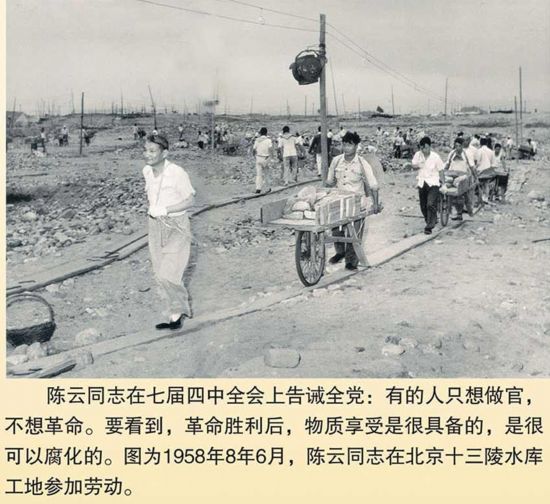 陈云同志在七届四中全会上告诫全党：有的人只想做官，
不想革命。要看到，革命胜利后，物质享受是很具备的，是很
可以腐化的。图为1958年8年6月，陈云同志在北京十三陵水库
工地参加劳动。